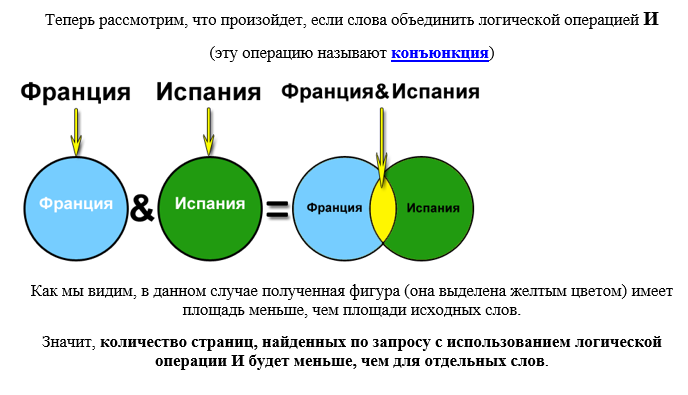 Теперь рассмотрим, что произойдет, если слова объединить логической операцией И
(эту операцию называют конъюнкция)
Франция Испания Франция&Испания
Франция & Испания = Франция Испания
Как мы видим, в данном случае полученная фигура (она выделена желтым цветом) имеет
площадь меньше, чем площади исходных слов.
Значит, количество страниц, найденных по запросу с использованием логической
операции И будет меньше, чем для отдельных слов.